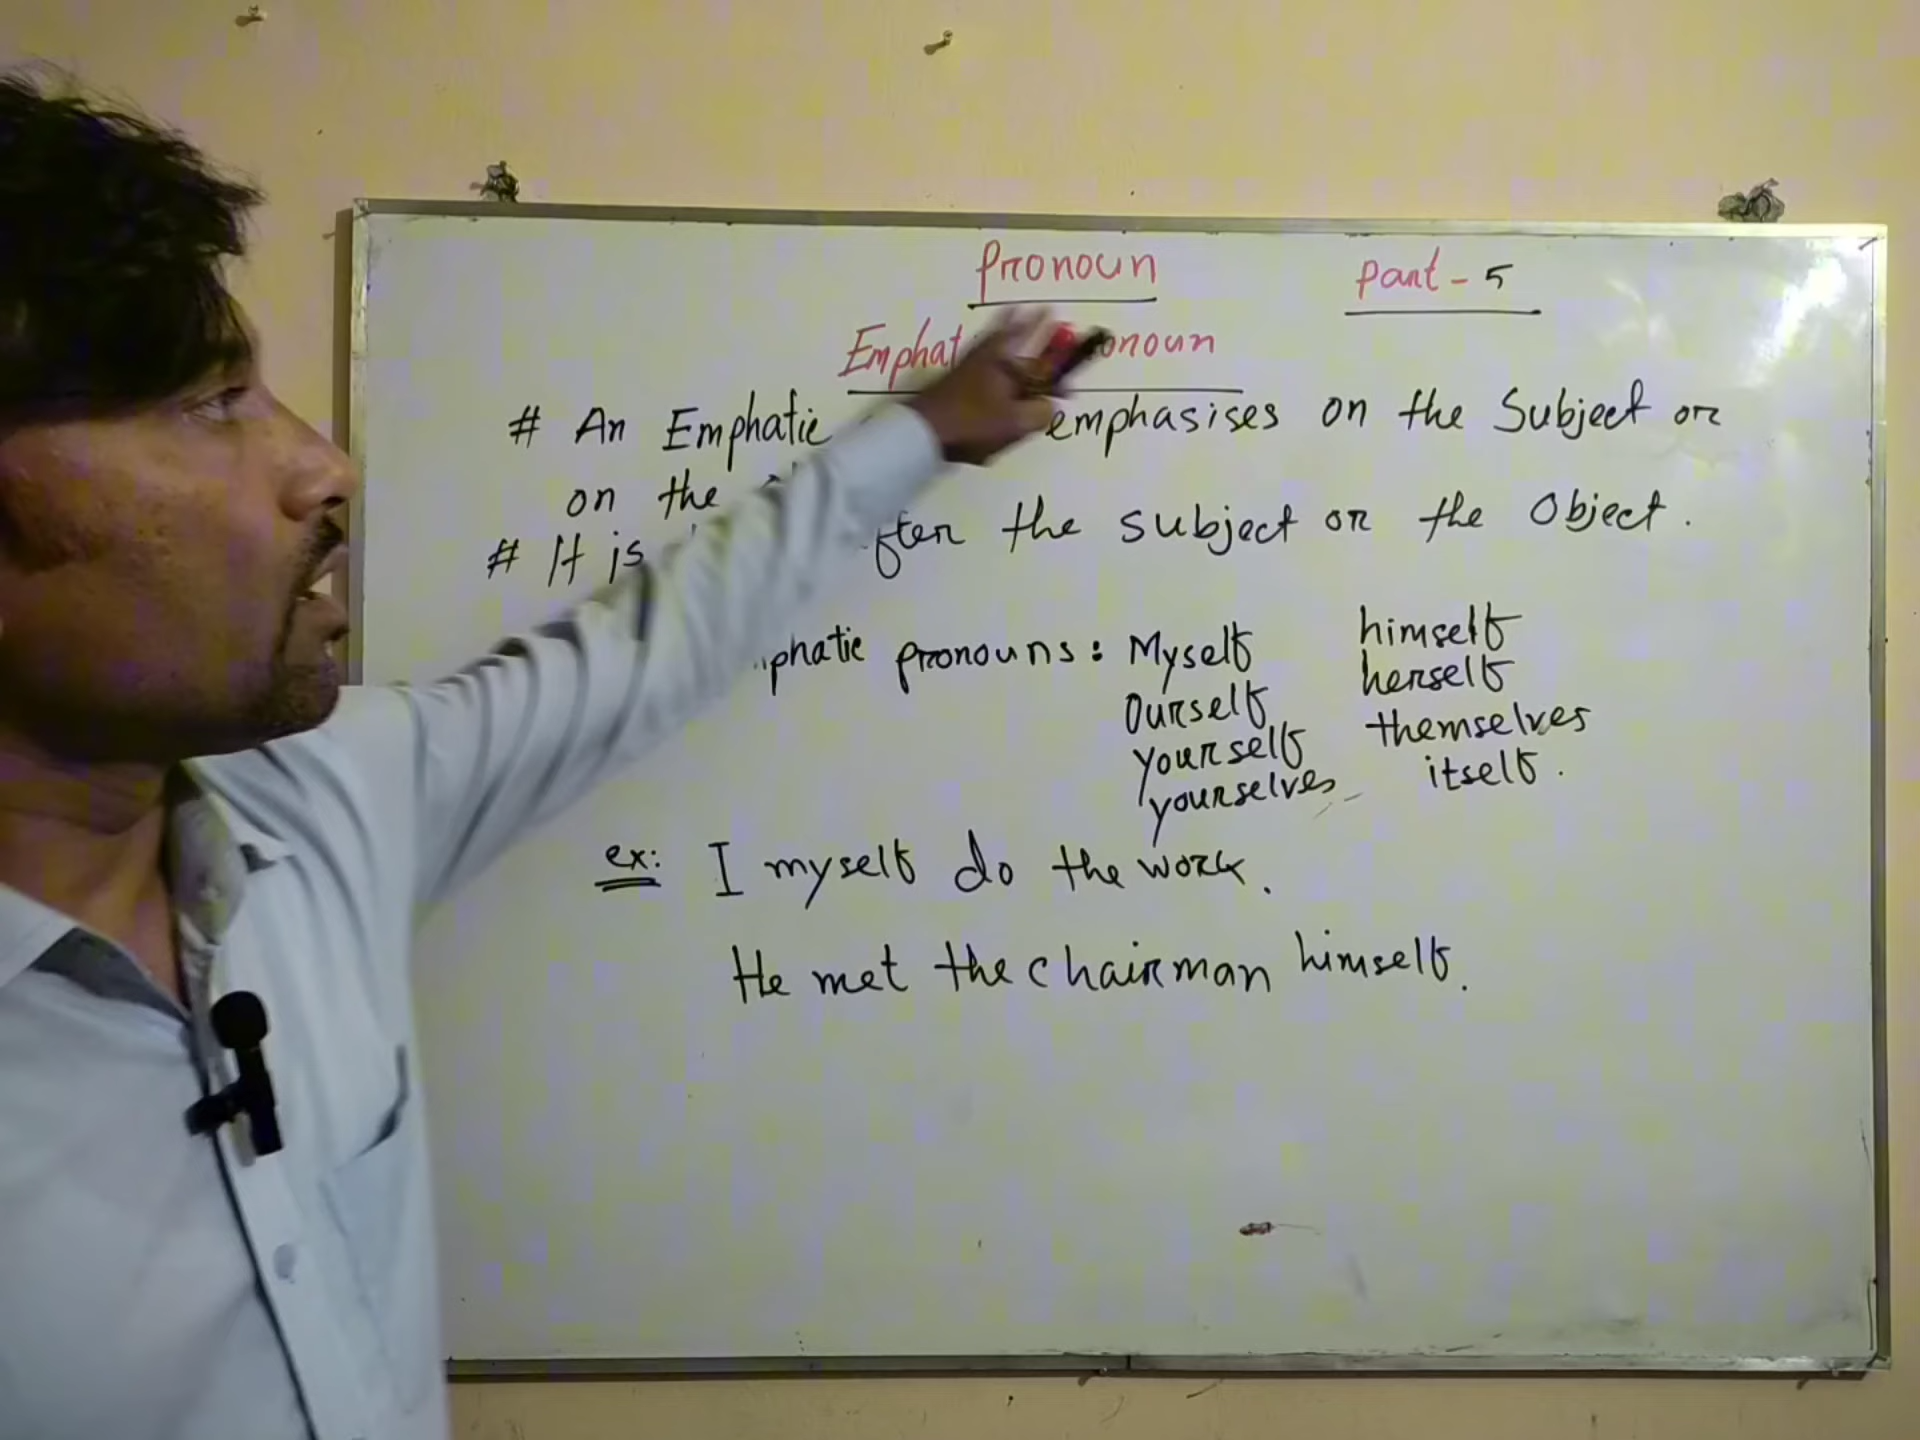 Pronoun Part - 5
Emphat onoun
# An Emphatic emphasises on the Subject or
on the
# It is after the subject or the Object.
phatic pronouns: Myself himself
Ourself herself
yourself themselves
yourselves itself.
ex: I myself do the work.
He met the chairman himself.